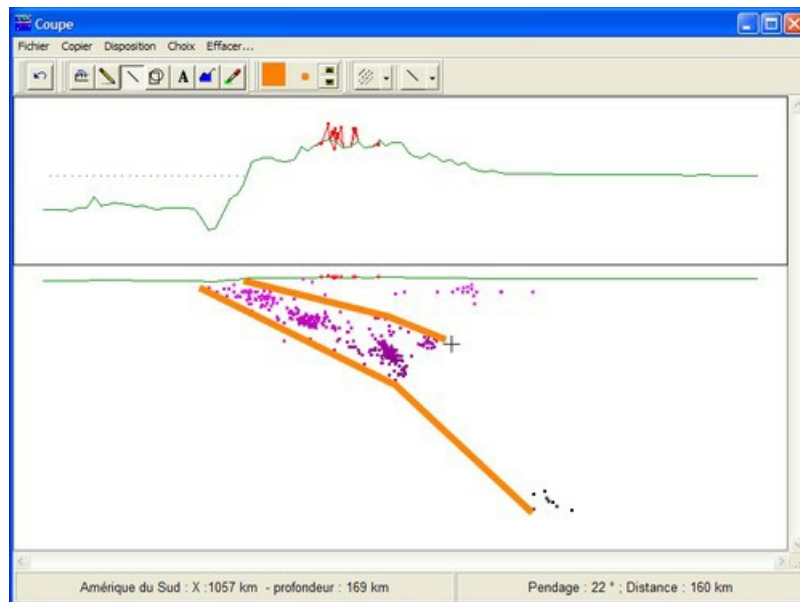 Coupe
Fichier Copier Disposition Choix Effacer...
A
Amérique du Sud : X :1057 km - profondeur : 169 km
Pendage : 22 ° ; Distance : 160 km